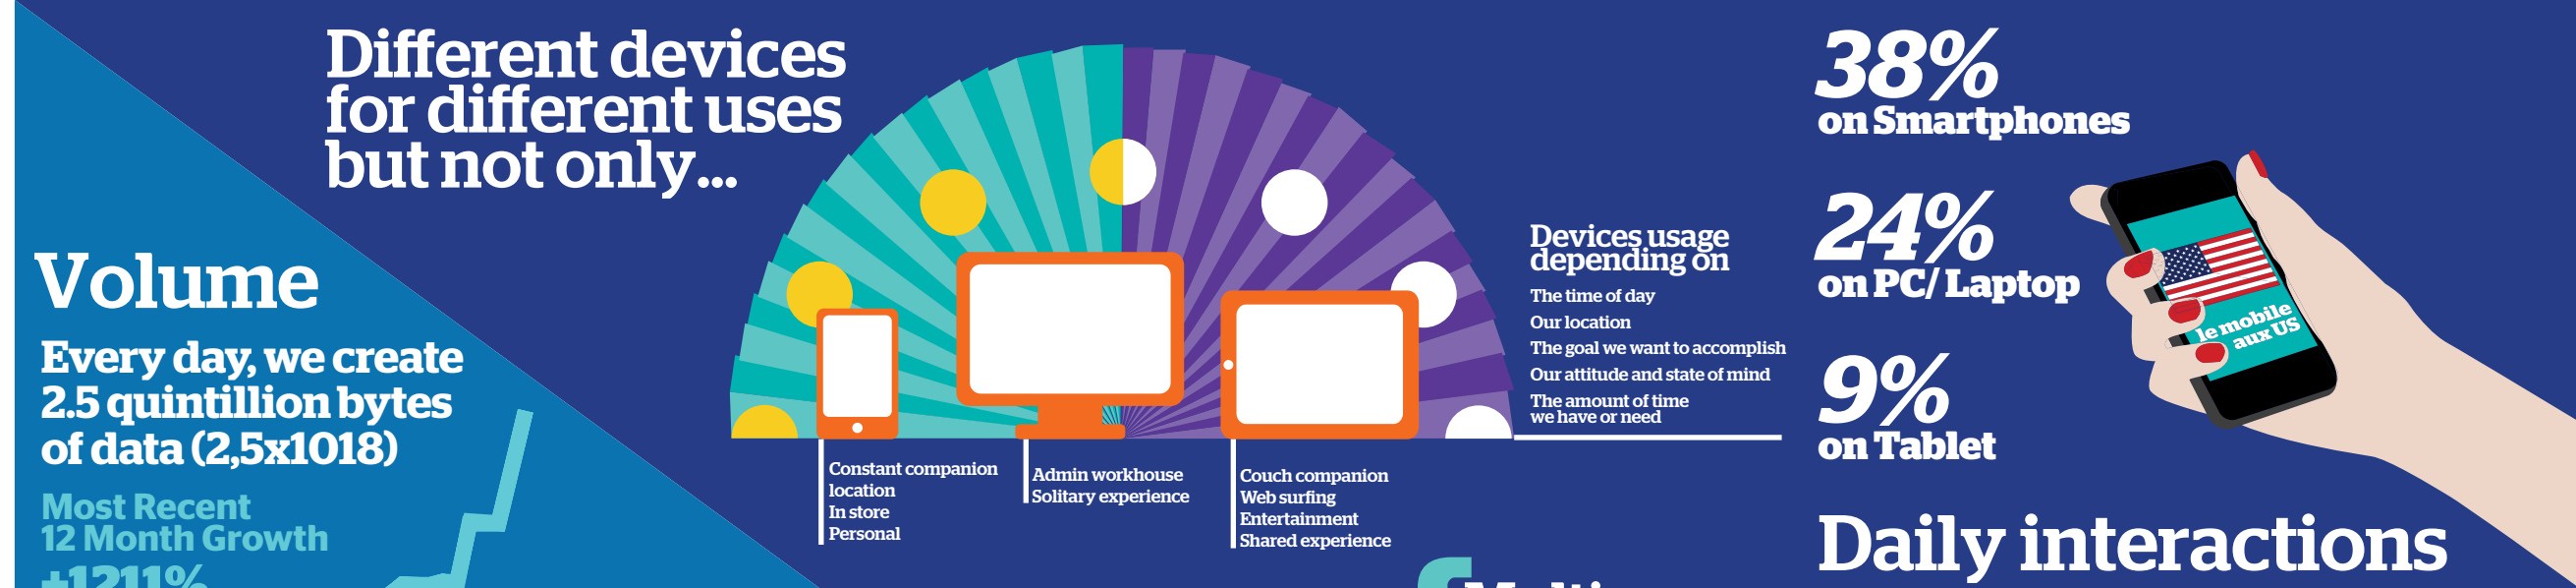 Different devices
for different uses
but not only...
Volume
Every day, we create
2.5 quintillion bytes
of data (2,5x1018)
Most Recent
12 Month Growth
+1211%
Constant companion
location
In store
Personal
Admin workhouse
Solitary experience
Couch companion
Web surfing
Entertainment
Shared experience
Devices usage
depending on
The time of day
Our location
The goal we want to accomplish
Our attitude and state of mind
The amount of time
we have or need
38%
on Smartphones
24%
on PC/ Laptop
9%
on Tablet
le mobile
aux US
Daily interactions